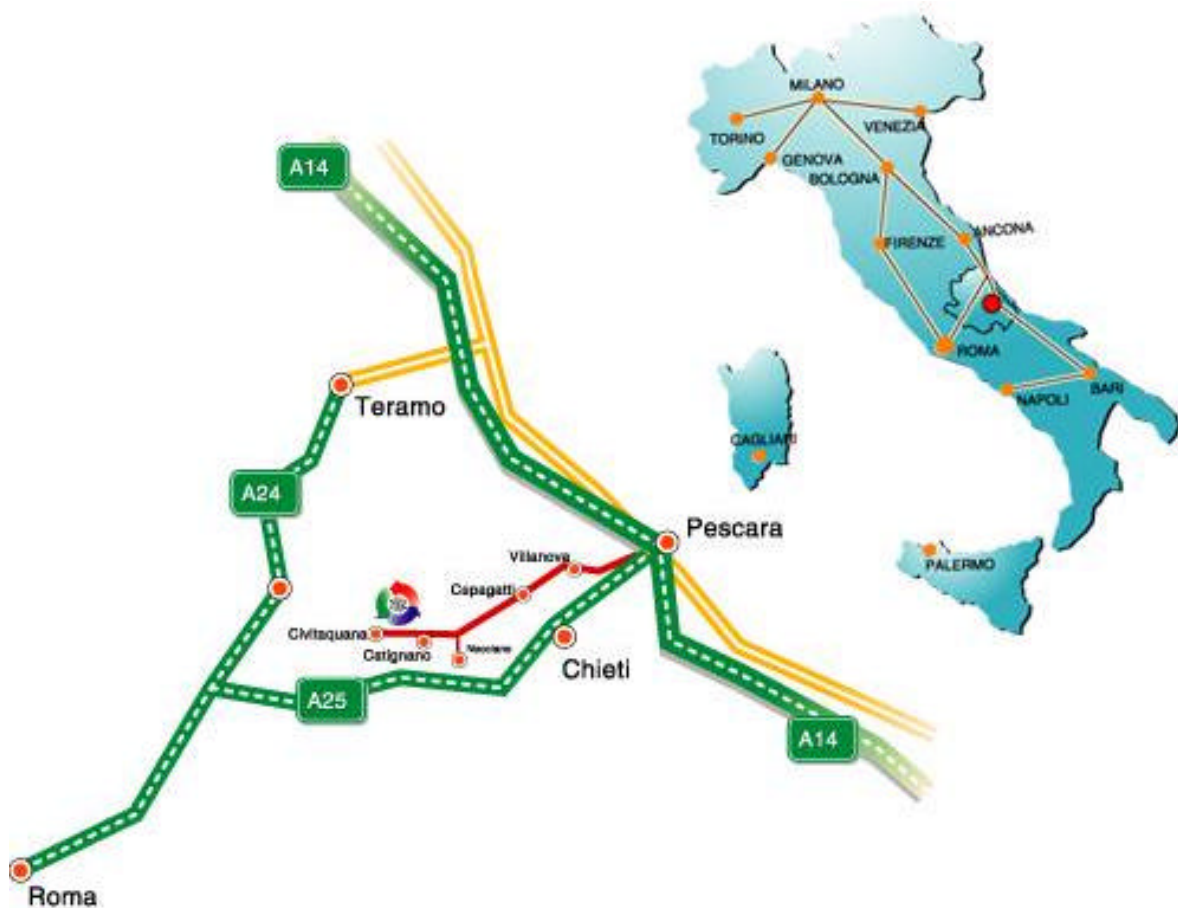 MILANO
TORINO
VENEZIA
GENOVA
BOLOGNA
ANCONA
FIRENZE
ROMA
NAPOLI
BARI
CAGLIARI
PALERMO
A14
Teramo
A24
Pescara
Villanova
Cepagatti
Civitaquana
Catignano
Nocciano
Chieti
A25
A14
Roma